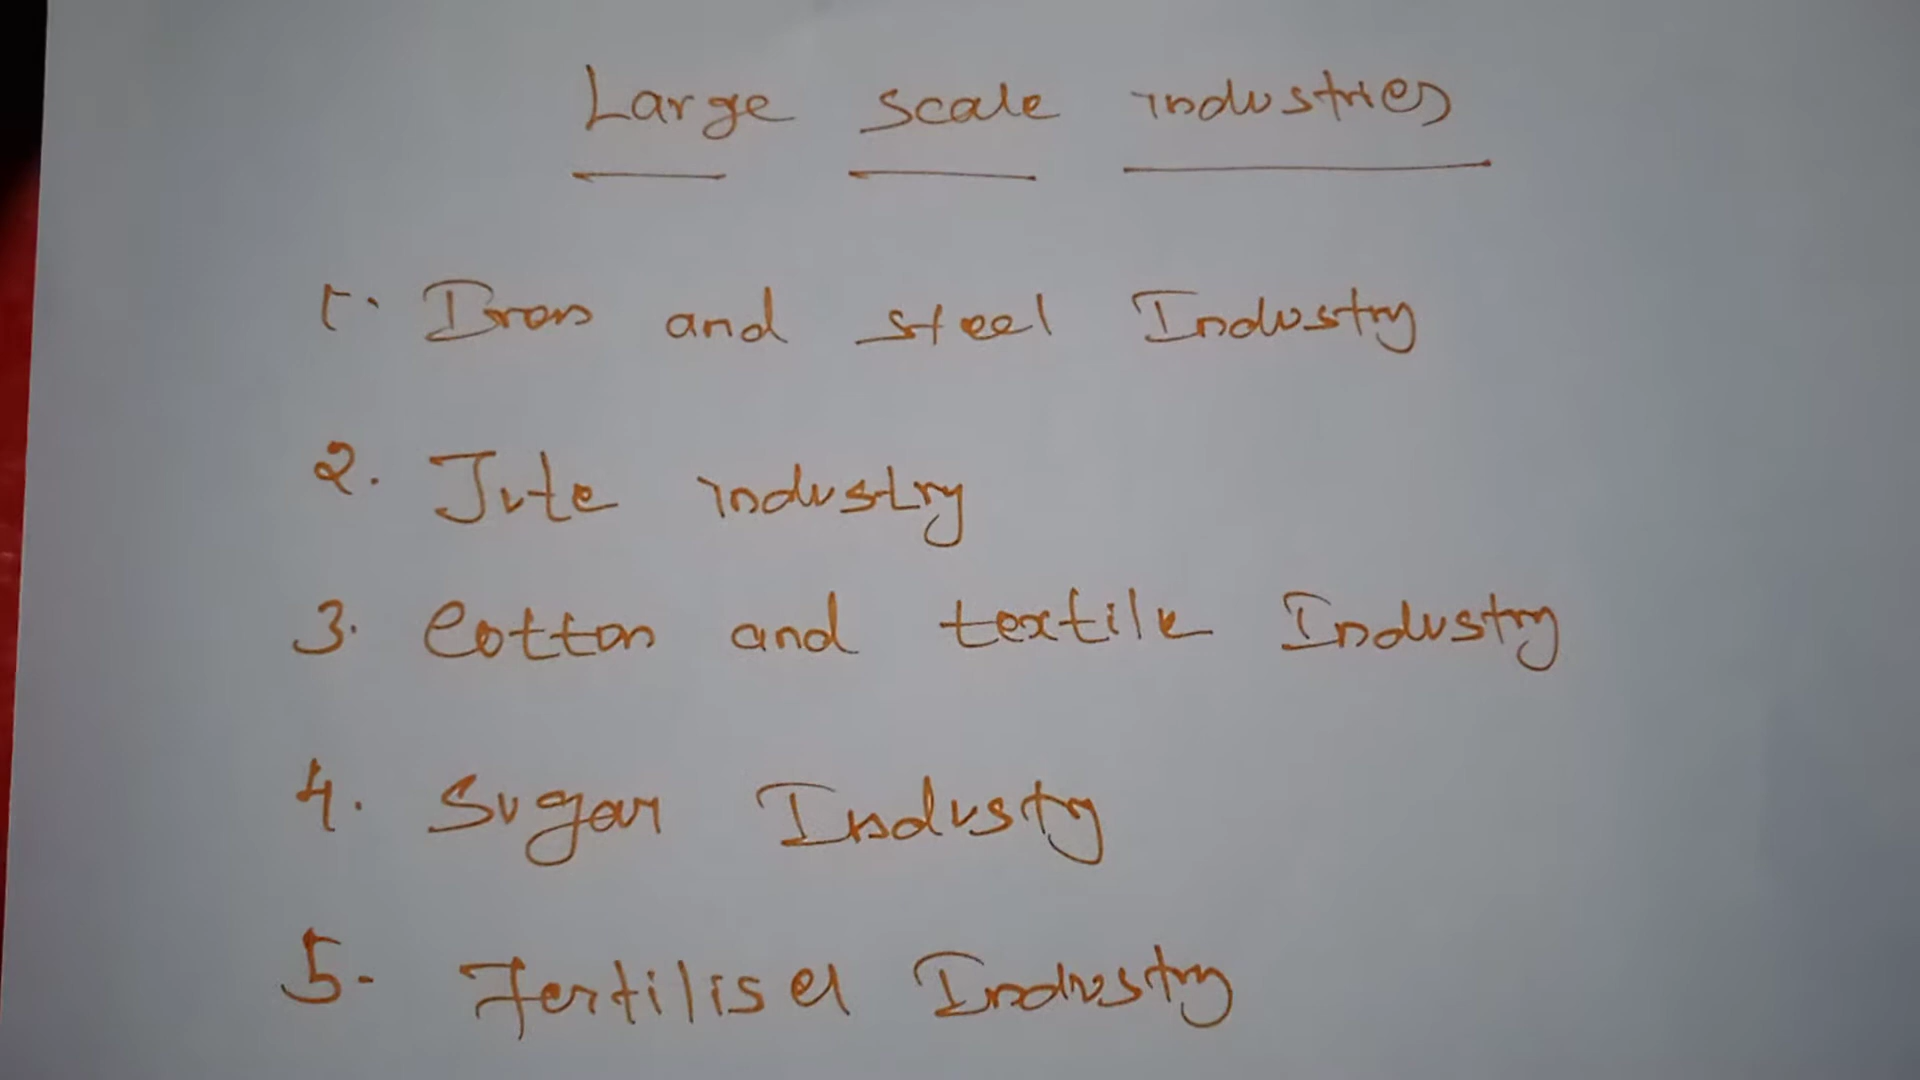 Large scale industries
1. Iron and steel Industry
2. Jute industry
3. Cotton and textile Industry
4. Sugar Industry
5. Fertiliser Industry